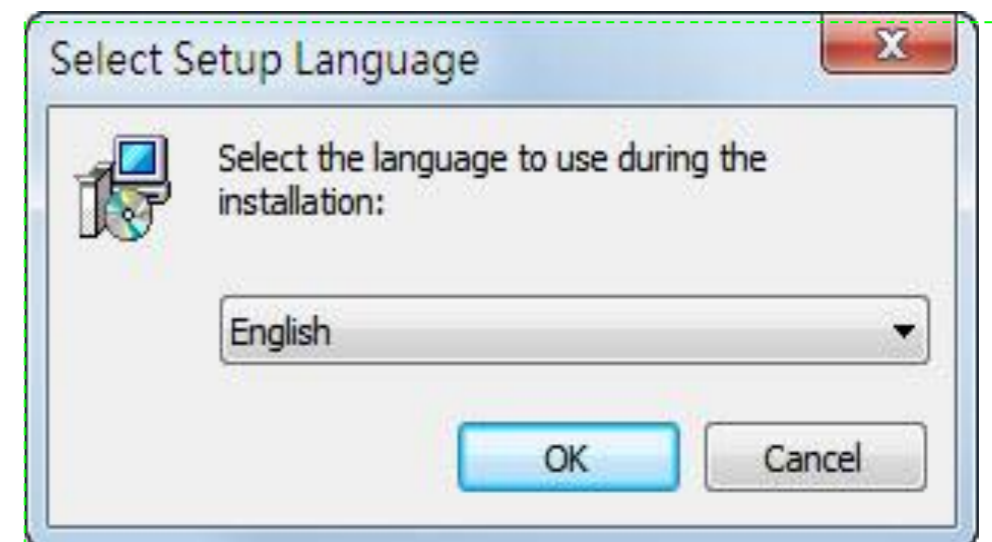 Select Setup Language
Select the language to use during the
installation:
English
OK
Cancel